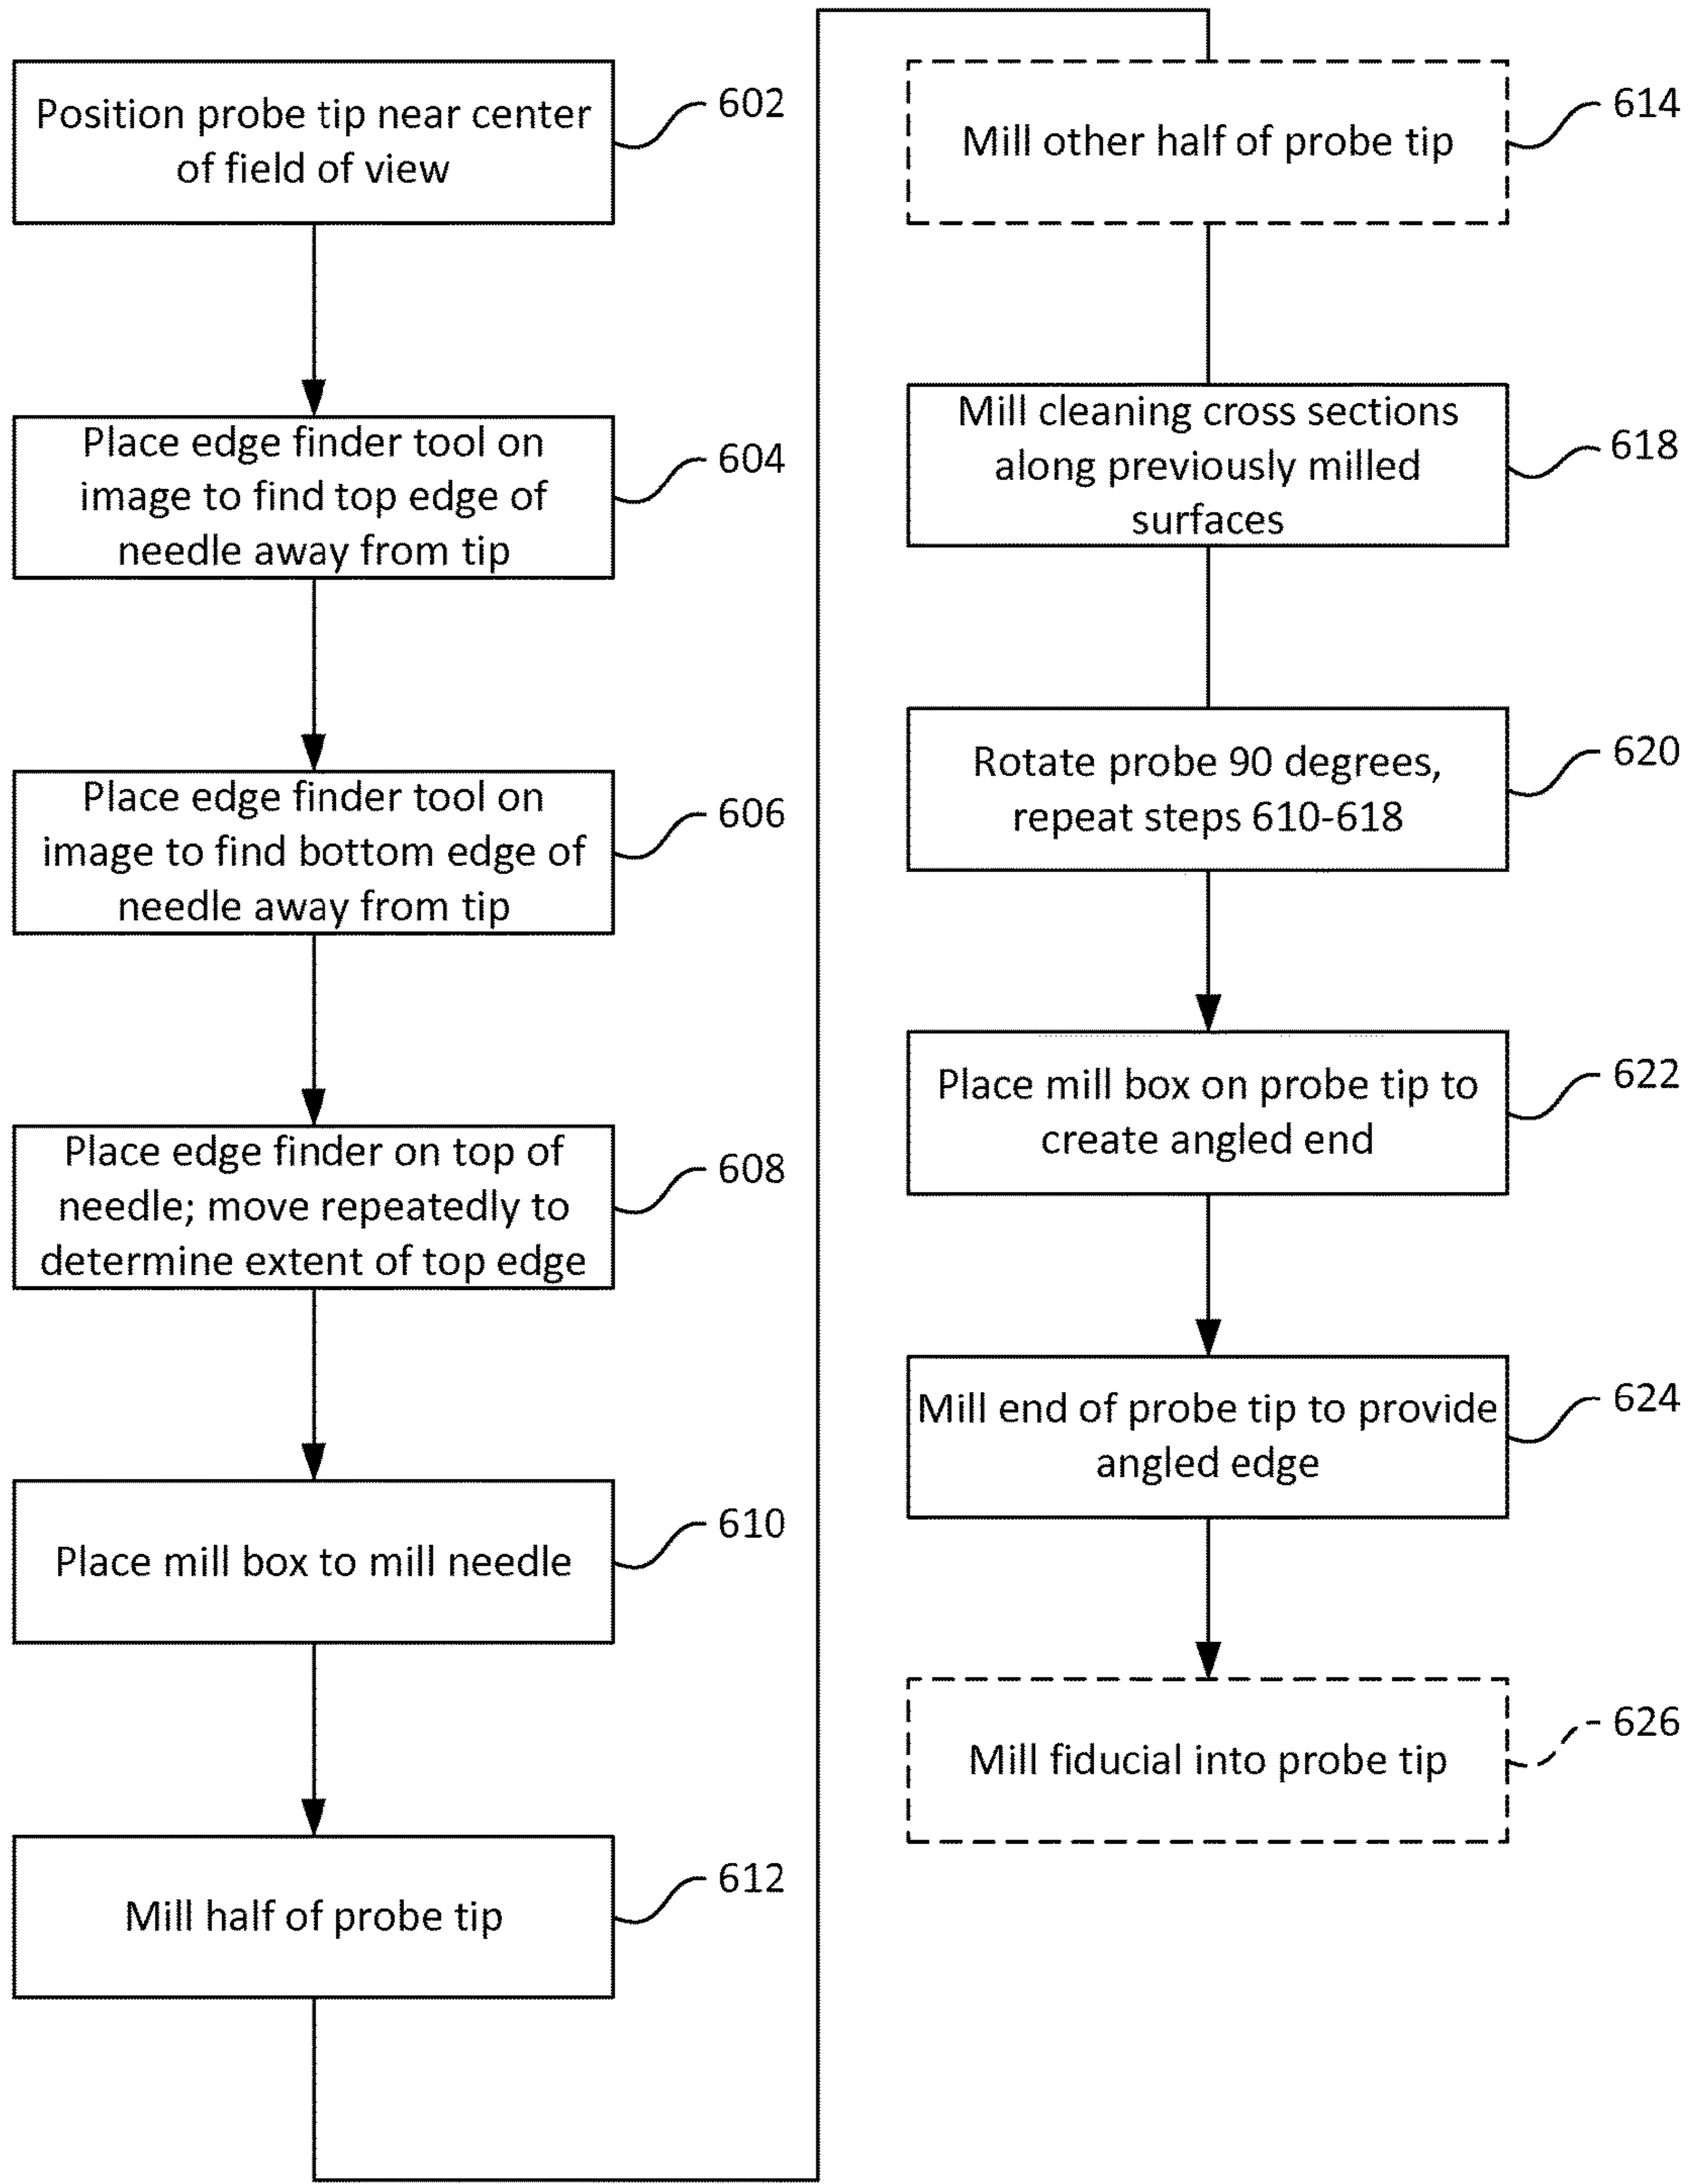 Position probe tip near center
of field of view
602
Place edge finder tool on
image to find top edge of
needle away from tip
604
Place edge finder tool on
image to find bottom edge of
needle away from tip
606
Place edge finder on top of
needle; move repeatedly to
determine extent of top edge
608
Place mill box to mill needle
610
Mill half of probe tip
612
Mill other half of probe tip
614
Mill cleaning cross sections
along previously milled
surfaces
618
Rotate probe 90 degrees,
repeat steps 610-618
620
Place mill box on probe tip to
create angled end
622
Mill end of probe tip to provide
angled edge
624
Mill fiducial into probe tip
626